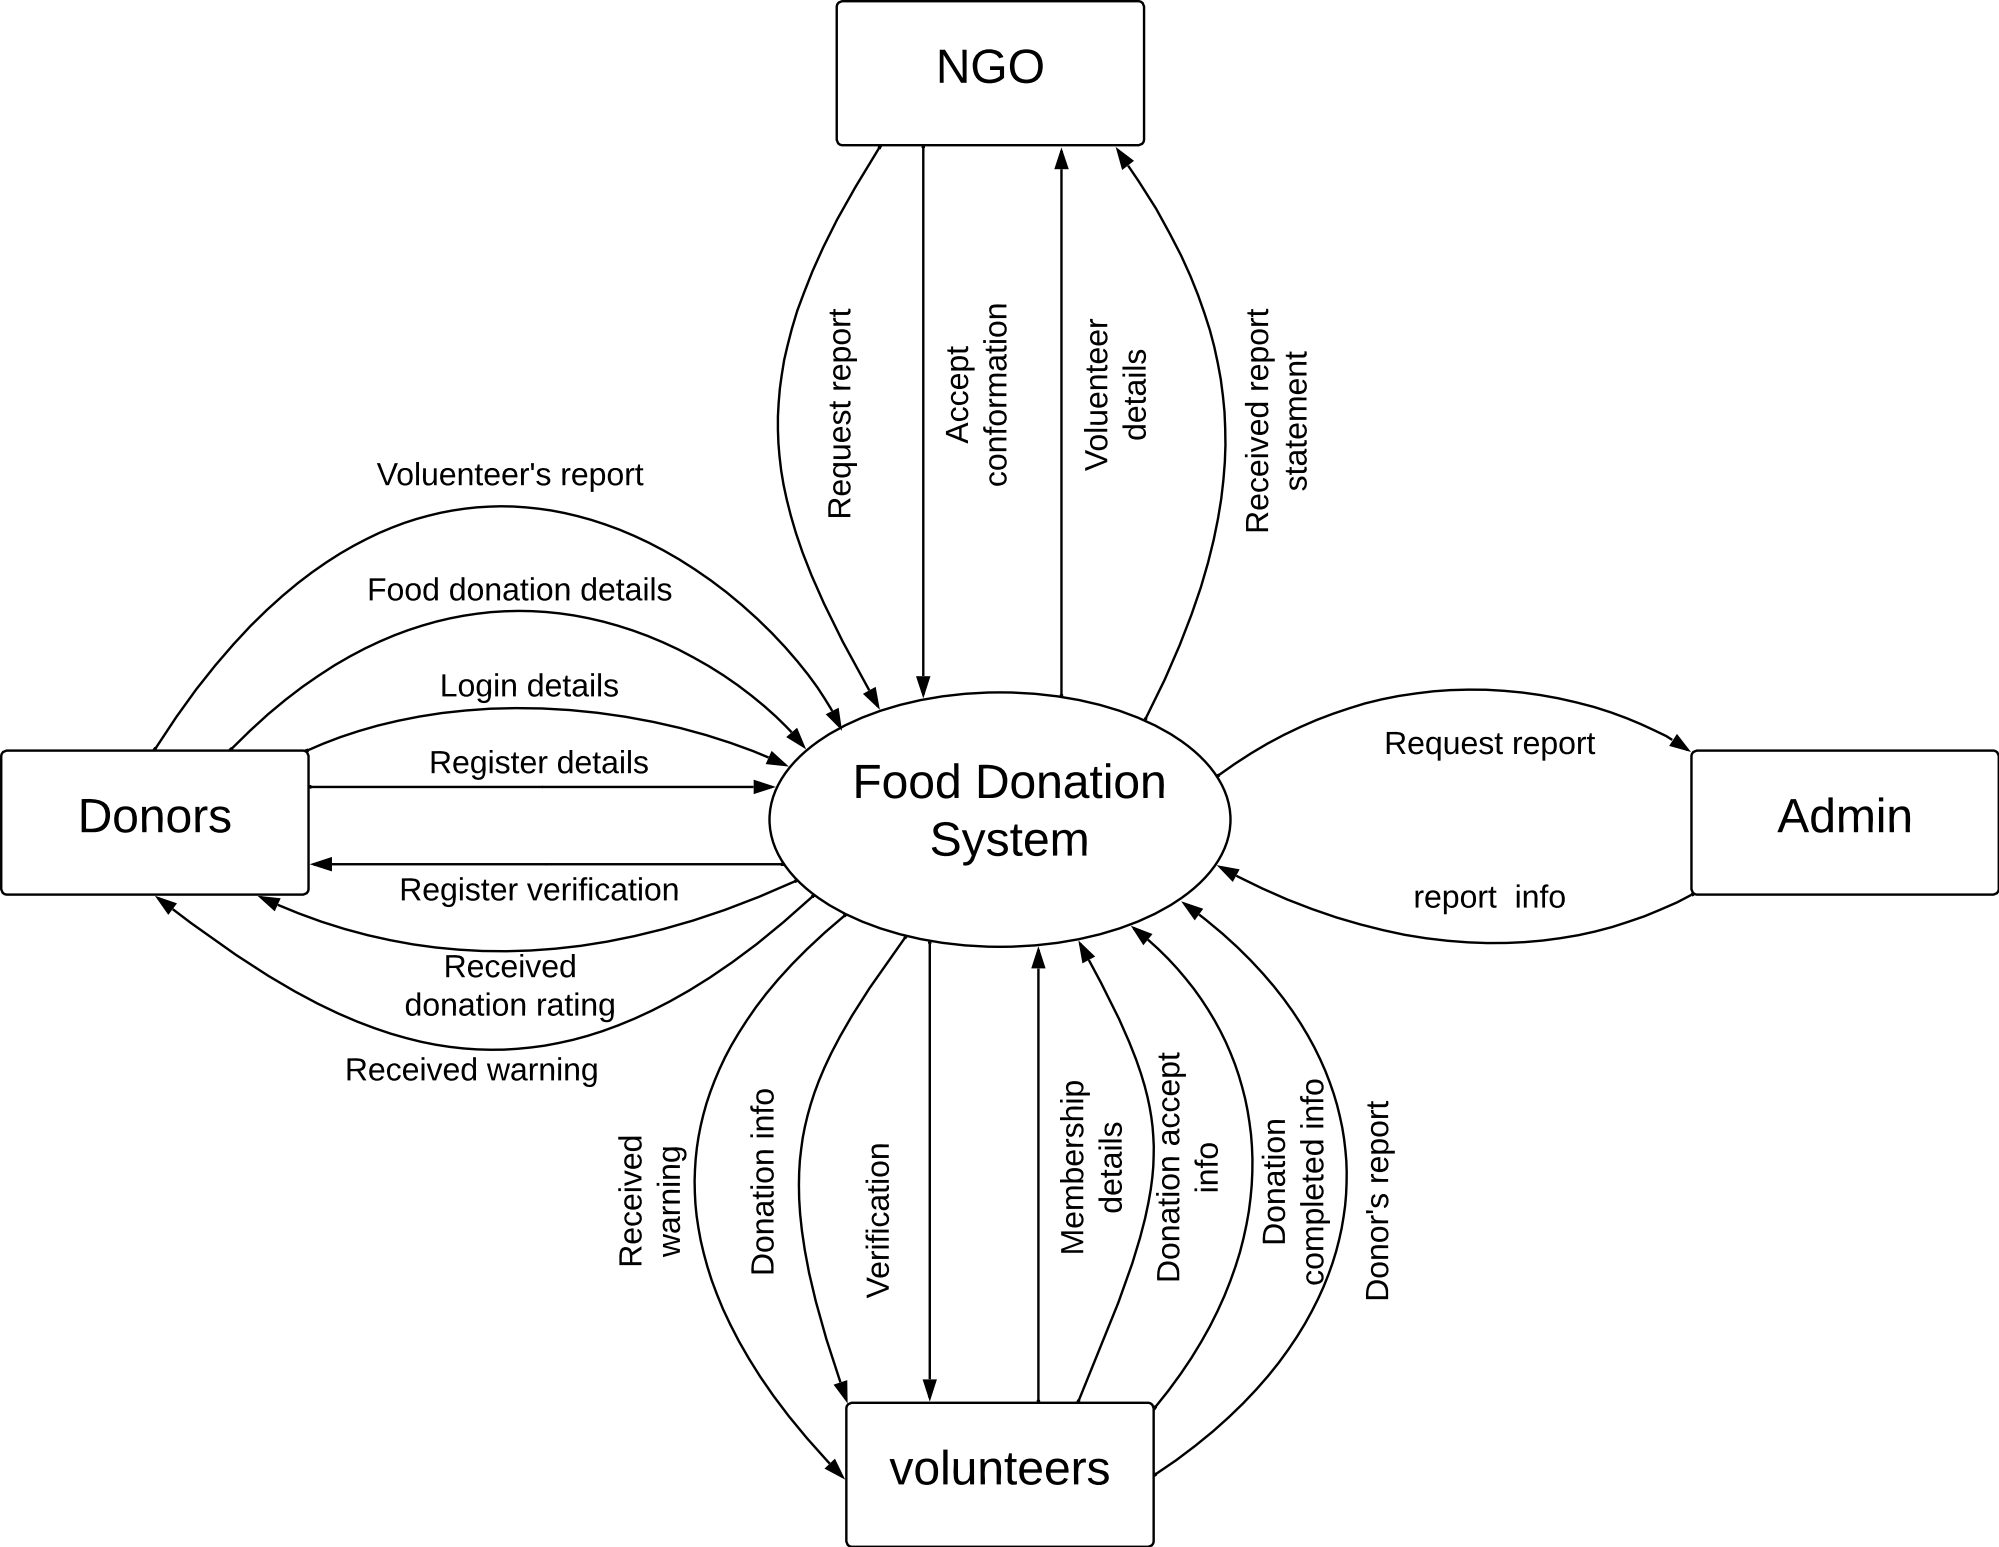 NGO
Request report
Accept
conformation
Voluenteer
details
Received report
statement
Voluenteer's report
Food donation details
Login details
Register details
Donors
Register verification
Received
donation rating
Received warning
Food Donation
System
Request report
Admin
report  info
Received
warning
Donation info
Verification
Membership
details
Donation accept
info
Donation
completed info
Donor's report
volunteers